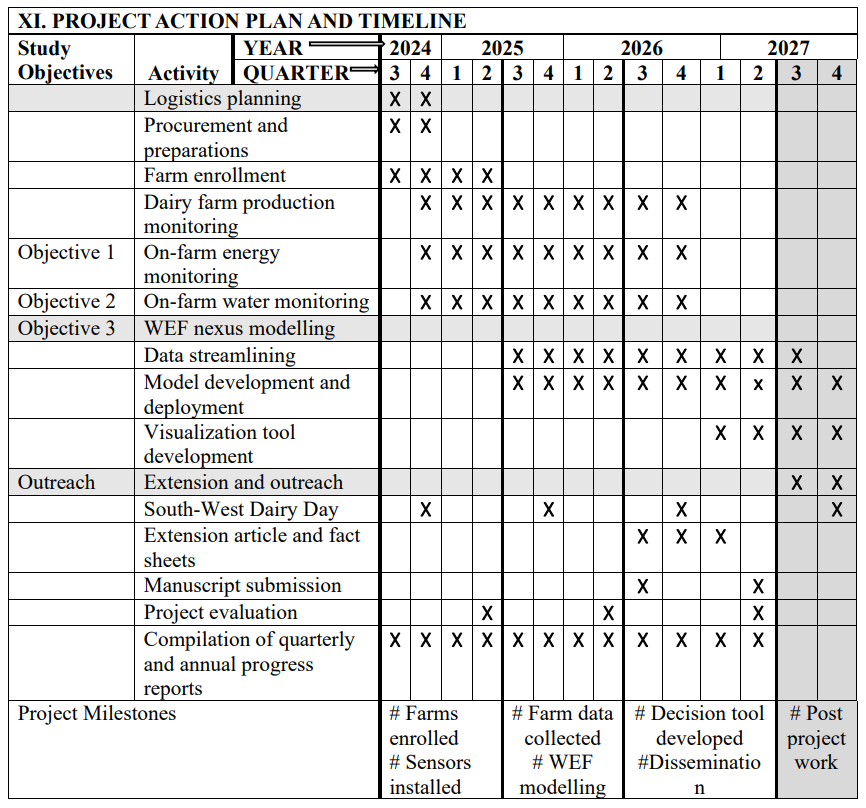 XI. PROJECT ACTION PLAN AND TIMELINE
Study Objectives Activity YEAR 2024 2025 2026 2027
QUARTER 3 4 1 2 3 4 1 2 3 4 1 2 3 4
Logistics planning X X
Procurement and preparations X X
Farm enrollment X X X X
Dairy farm production monitoring X X X X X X X X X
Objective 1 On-farm energy monitoring X X X X X X X X X
Objective 2 On-farm water monitoring X X X X X X X X X
Objective 3 WEF nexus modelling
Data streamlining X X X X X X X X X
Model development and deployment X X X X X X X x X X
Visualization tool development X X X X
Outreach Extension and outreach X X
South-West Dairy Day X X X X
Extension article and fact sheets X X X
Manuscript submission X X
Project evaluation X X X
Compilation of quarterly and annual progress reports X X X X X X X X X X X X
Project Milestones
# Farms enrolled
# Sensors installed
# Farm data collected
# WEF modelling
# Decision tool developed
#Disseminatio
n
# Post project work